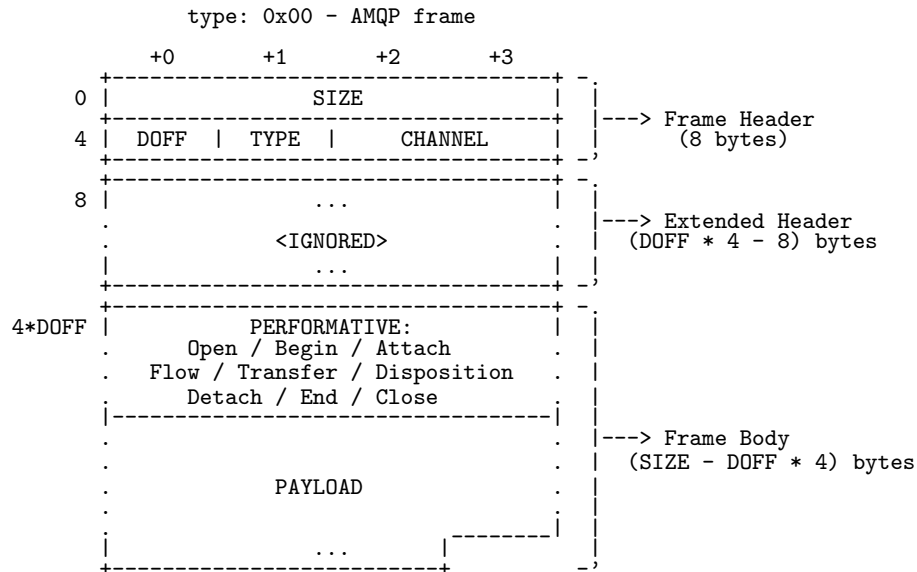 type: 0x00 - AMQP frame
+0 +1 +2 +3
0 SIZE
4 | DOFF | TYPE | CHANNEL | ---> Frame Header
(8 bytes)
8 ...
<IGNORED> ---> Extended Header
(DOFF * 4 - 8) bytes
...
4*DOFF PERFORMATIVE:
Open / Begin / Attach
Flow / Transfer / Disposition
Detach / End / Close
---> Frame Body
(SIZE - DOFF * 4) bytes
PAYLOAD
...